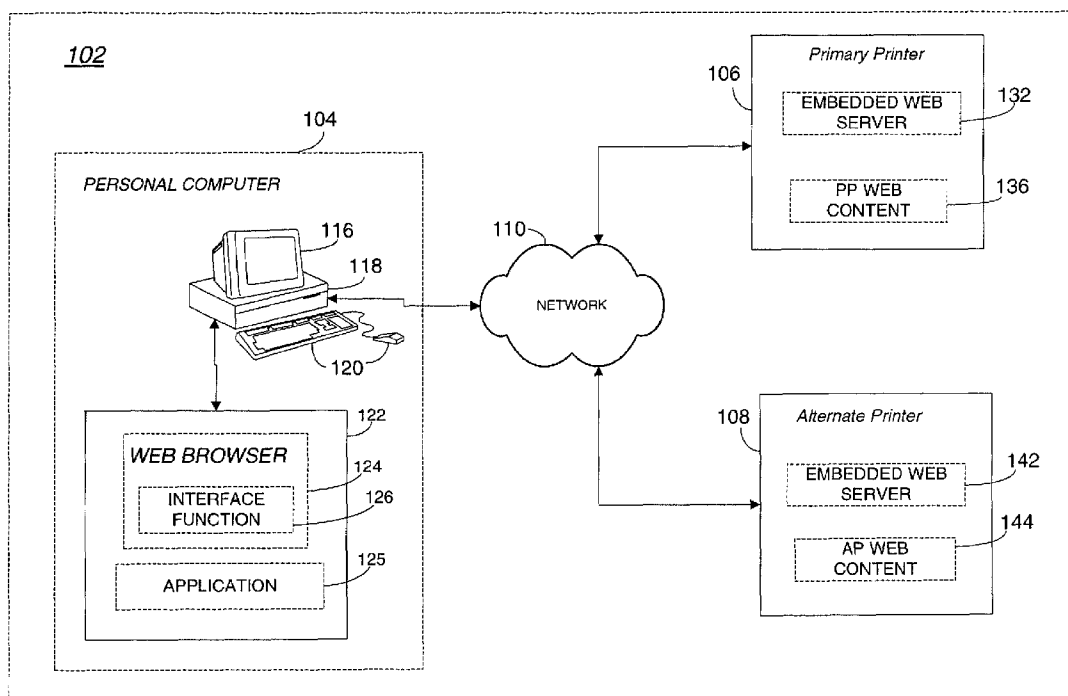 102
104
PERSONAL COMPUTER
116
118
120
122
WEB BROWSER
124
INTERFACE
FUNCTION
126
125
APPLICATION
110
NETWORK
106
Primary Printer
EMBEDDED WEB
SERVER
132
PP WEB
CONTENT
136
108
Alternate Printer
EMBEDDED WEB
SERVER
142
AP WEB
CONTENT
144